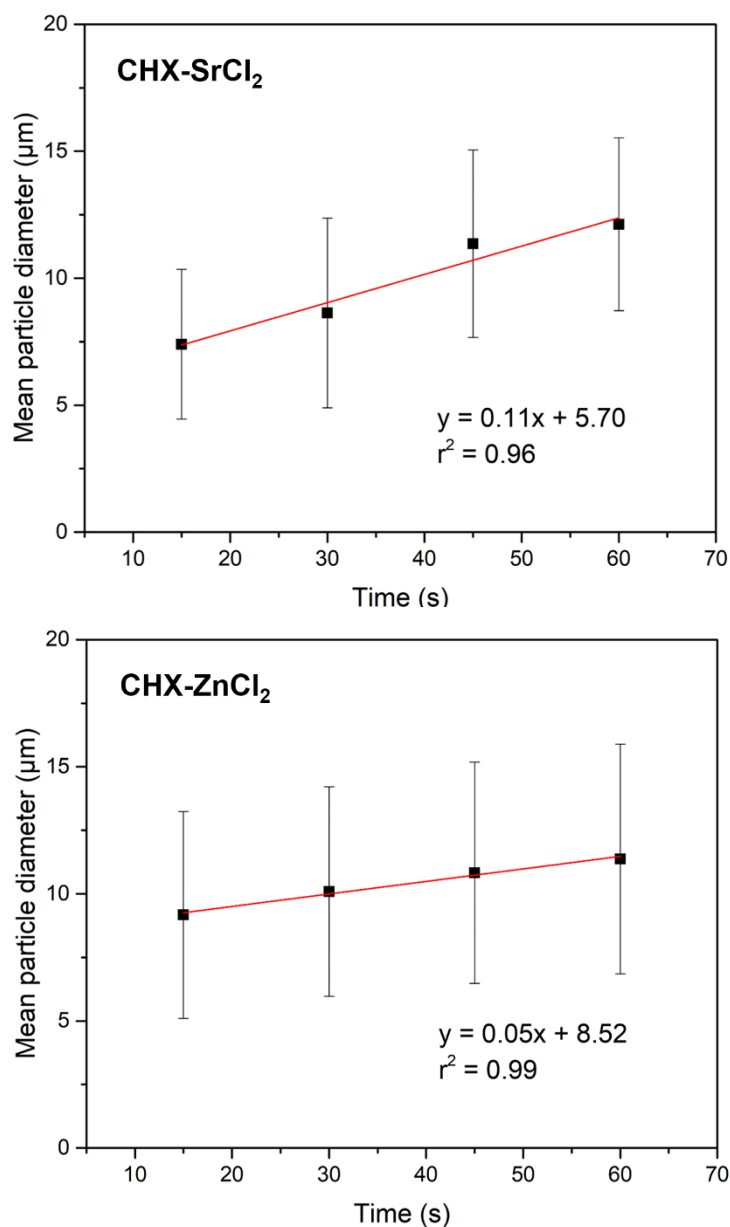 20
CHX-SrCl₂
15
10
5
0
Mean particle diameter (µm)
y = 0.11x + 5.70
r² = 0.96
10 20 30 40 50 60 70
Time (s)
20
CHX-ZnCl₂
15
10
5
0
Mean particle diameter (µm)
y = 0.05x + 8.52
r² = 0.99
10 20 30 40 50 60 70
Time (s)